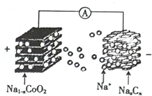 A
+
−
Na₁₋ₓCoO₂
Na⁺
NaₓCₙ